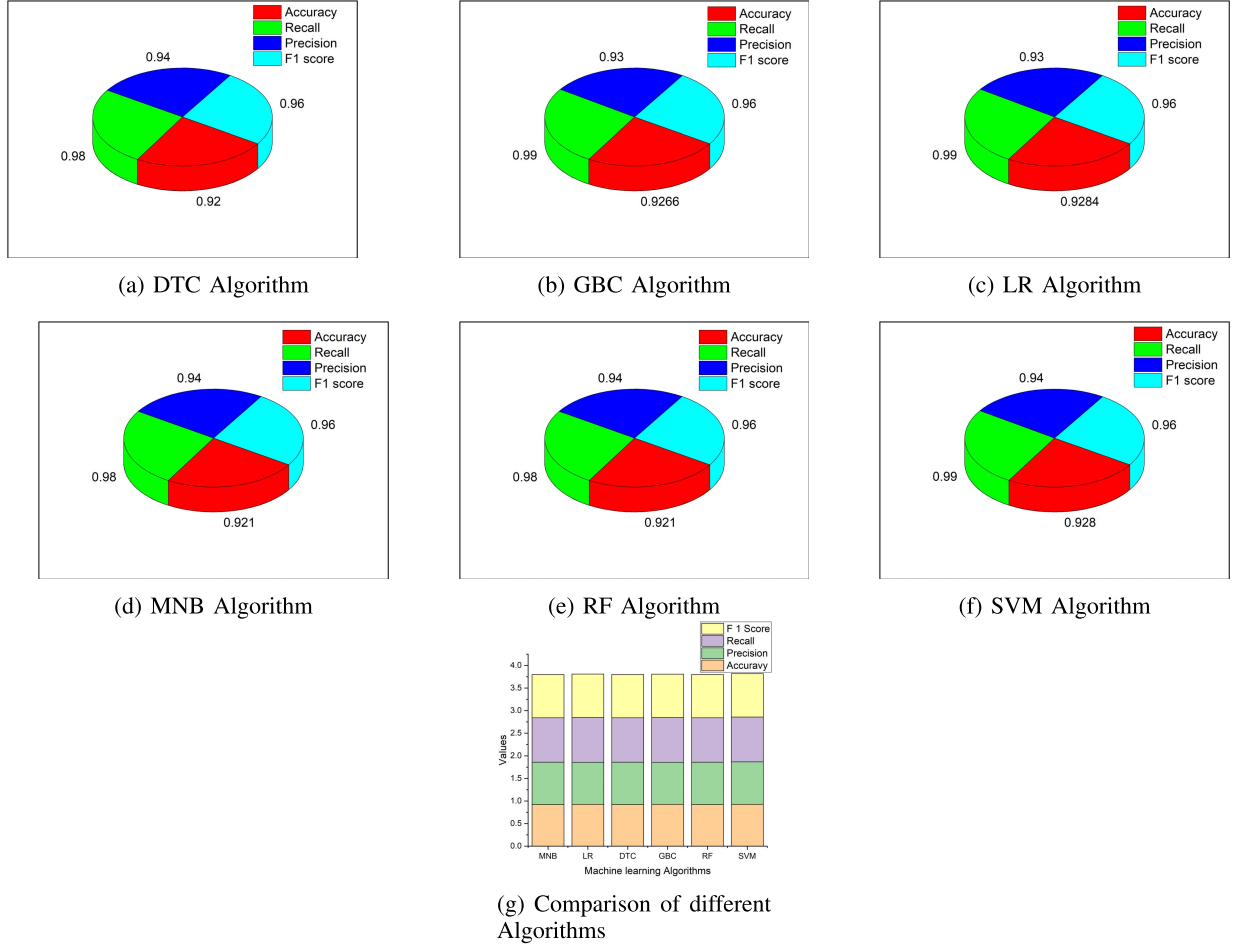 Accuracy
Recall
Precision
F1 score
0.94
0.96
0.98
0.92
(a) DTC Algorithm
Accuracy
Recall
Precision
F1 score
0.93
0.96
0.99
0.9266
(b) GBC Algorithm
Accuracy
Recall
Precision
F1 score
0.93
0.96
0.99
0.9284
(c) LR Algorithm
Accuracy
Recall
Precision
F1 score
0.94
0.96
0.98
0.921
(d) MNB Algorithm
Accuracy
Recall
Precision
F1 score
0.94
0.96
0.98
0.921
(e) RF Algorithm
Accuracy
Recall
Precision
F1 score
0.94
0.96
0.99
0.928
(f) SVM Algorithm
F 1 Score
Recall
Precision
Accuravy
4.0
3.5
3.0
2.5
2.0
1.5
1.0
0.5
0.0
Values
MNB LR DTC GBC RF SVM
Machine learning Algorithms
(g) Comparison of different
Algorithms